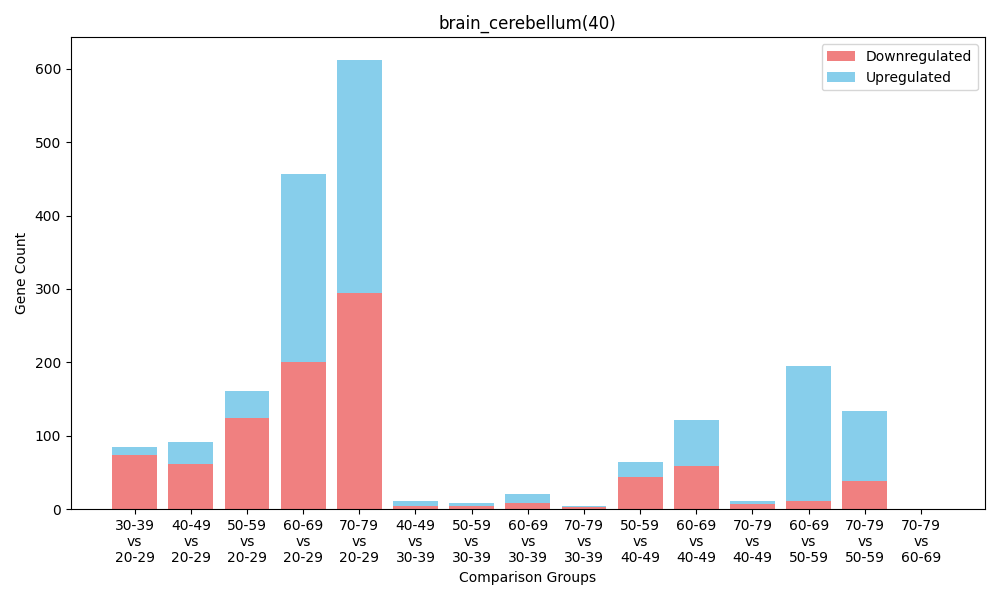 brain_cerebellum(40)
Downregulated
Upregulated
Gene Count
600
500
400
300
200
100
0
30-39
vs
20-29
40-49
vs
20-29
50-59
vs
20-29
60-69
vs
20-29
70-79
vs
20-29
40-49
vs
30-39
50-59
vs
30-39
60-69
vs
30-39
70-79
vs
30-39
50-59
vs
40-49
60-69
vs
40-49
70-79
vs
40-49
60-69
vs
50-59
70-79
vs
50-59
70-79
vs
60-69
Comparison Groups